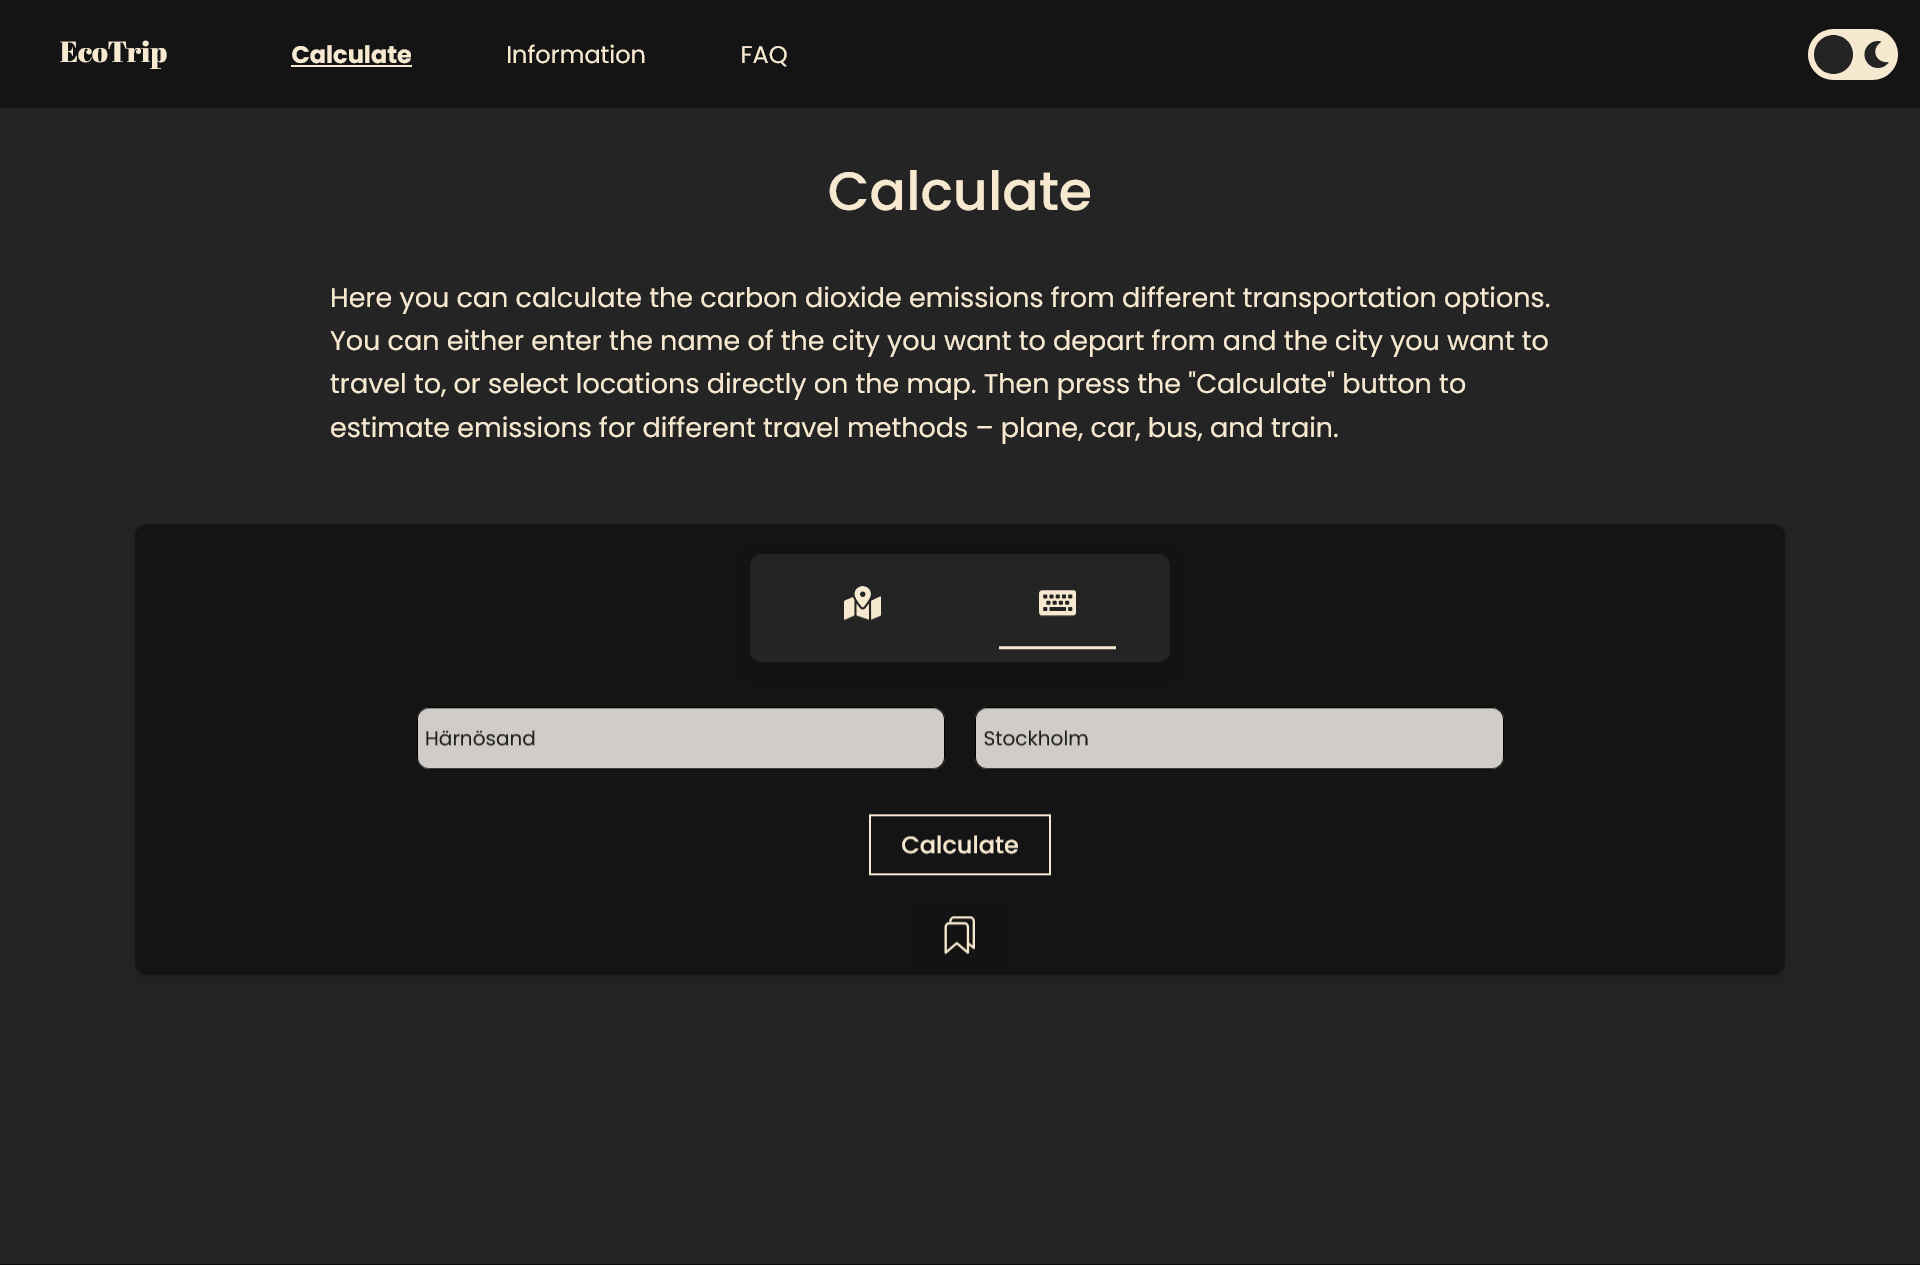 EcoTrip
Calculate
Information
FAQ
Calculate
Here you can calculate the carbon dioxide emissions from different transportation options.
You can either enter the name of the city you want to depart from and the city you want to
travel to, or select locations directly on the map. Then press the "Calculate" button to
estimate emissions for different travel methods – plane, car, bus, and train.
Härnösand
Stockholm
Calculate